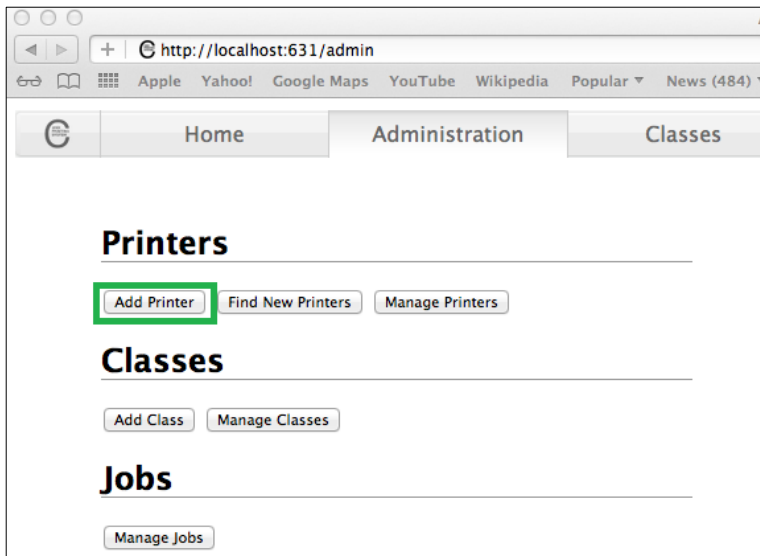 http://localhost:631/admin
Apple Yahoo! Google Maps YouTube Wikipedia Popular ▼ News (484)
Home Administration Classes
Printers
Add Printer Find New Printers Manage Printers
Classes
Add Class Manage Classes
Jobs
Manage Jobs